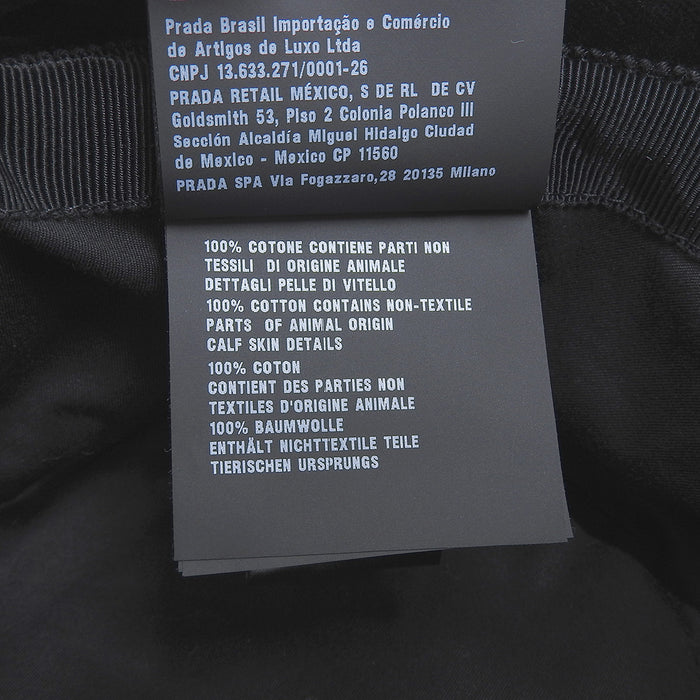 Prada Brasil Importação e Comércio
de Artigos de Luxo Ltda
CNPJ 13.633.271/0001-26
PRADA RETAIL MÉXICO, S DE RL DE CV
Goldsmith 53, Piso 2 Colonia Polanco III
Sección Alcaldía Miguel Hidalgo Ciudad
de Mexico - Mexico CP 11560
PRADA SPA Via Fogazzaro,28 20135 Milano
100% COTONE CONTIENE PARTI NON
TESSILI DI ORIGINE ANIMALE
DETTAGLI PELLE DI VITELLO
100% COTTON CONTAINS NON-TEXTILE
PARTS OF ANIMAL ORIGIN
CALF SKIN DETAILS
100% COTON
CONTIENT DES PARTIES NON
TEXTILES D'ORIGINE ANIMALE
100% BAUMWOLLE
ENTHÄLT NICHTTEXTILE TEILE
TIERISCHEN URSPRUNGS